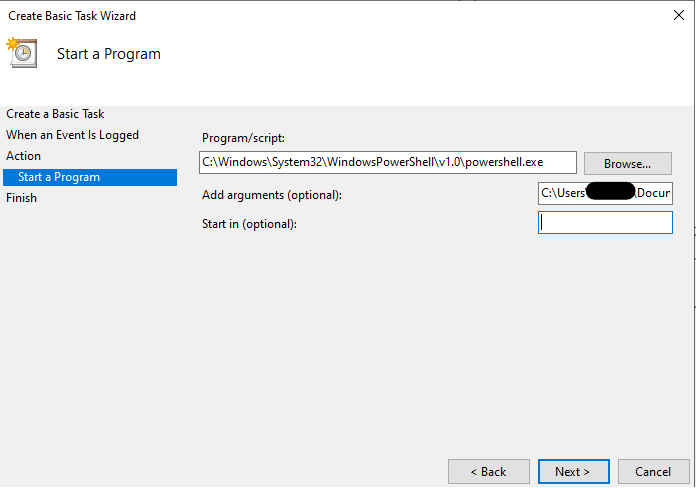 Create Basic Task Wizard
Start a Program
Create a Basic Task
When an Event Is Logged
Action
Start a Program
Finish
Program/script:
C:\Windows\System32\WindowsPowerShell\v1.0\powershell.exe
Browse...
Add arguments (optional):
C:\Users \Docur
Start in (optional):
< Back
Next >
Cancel